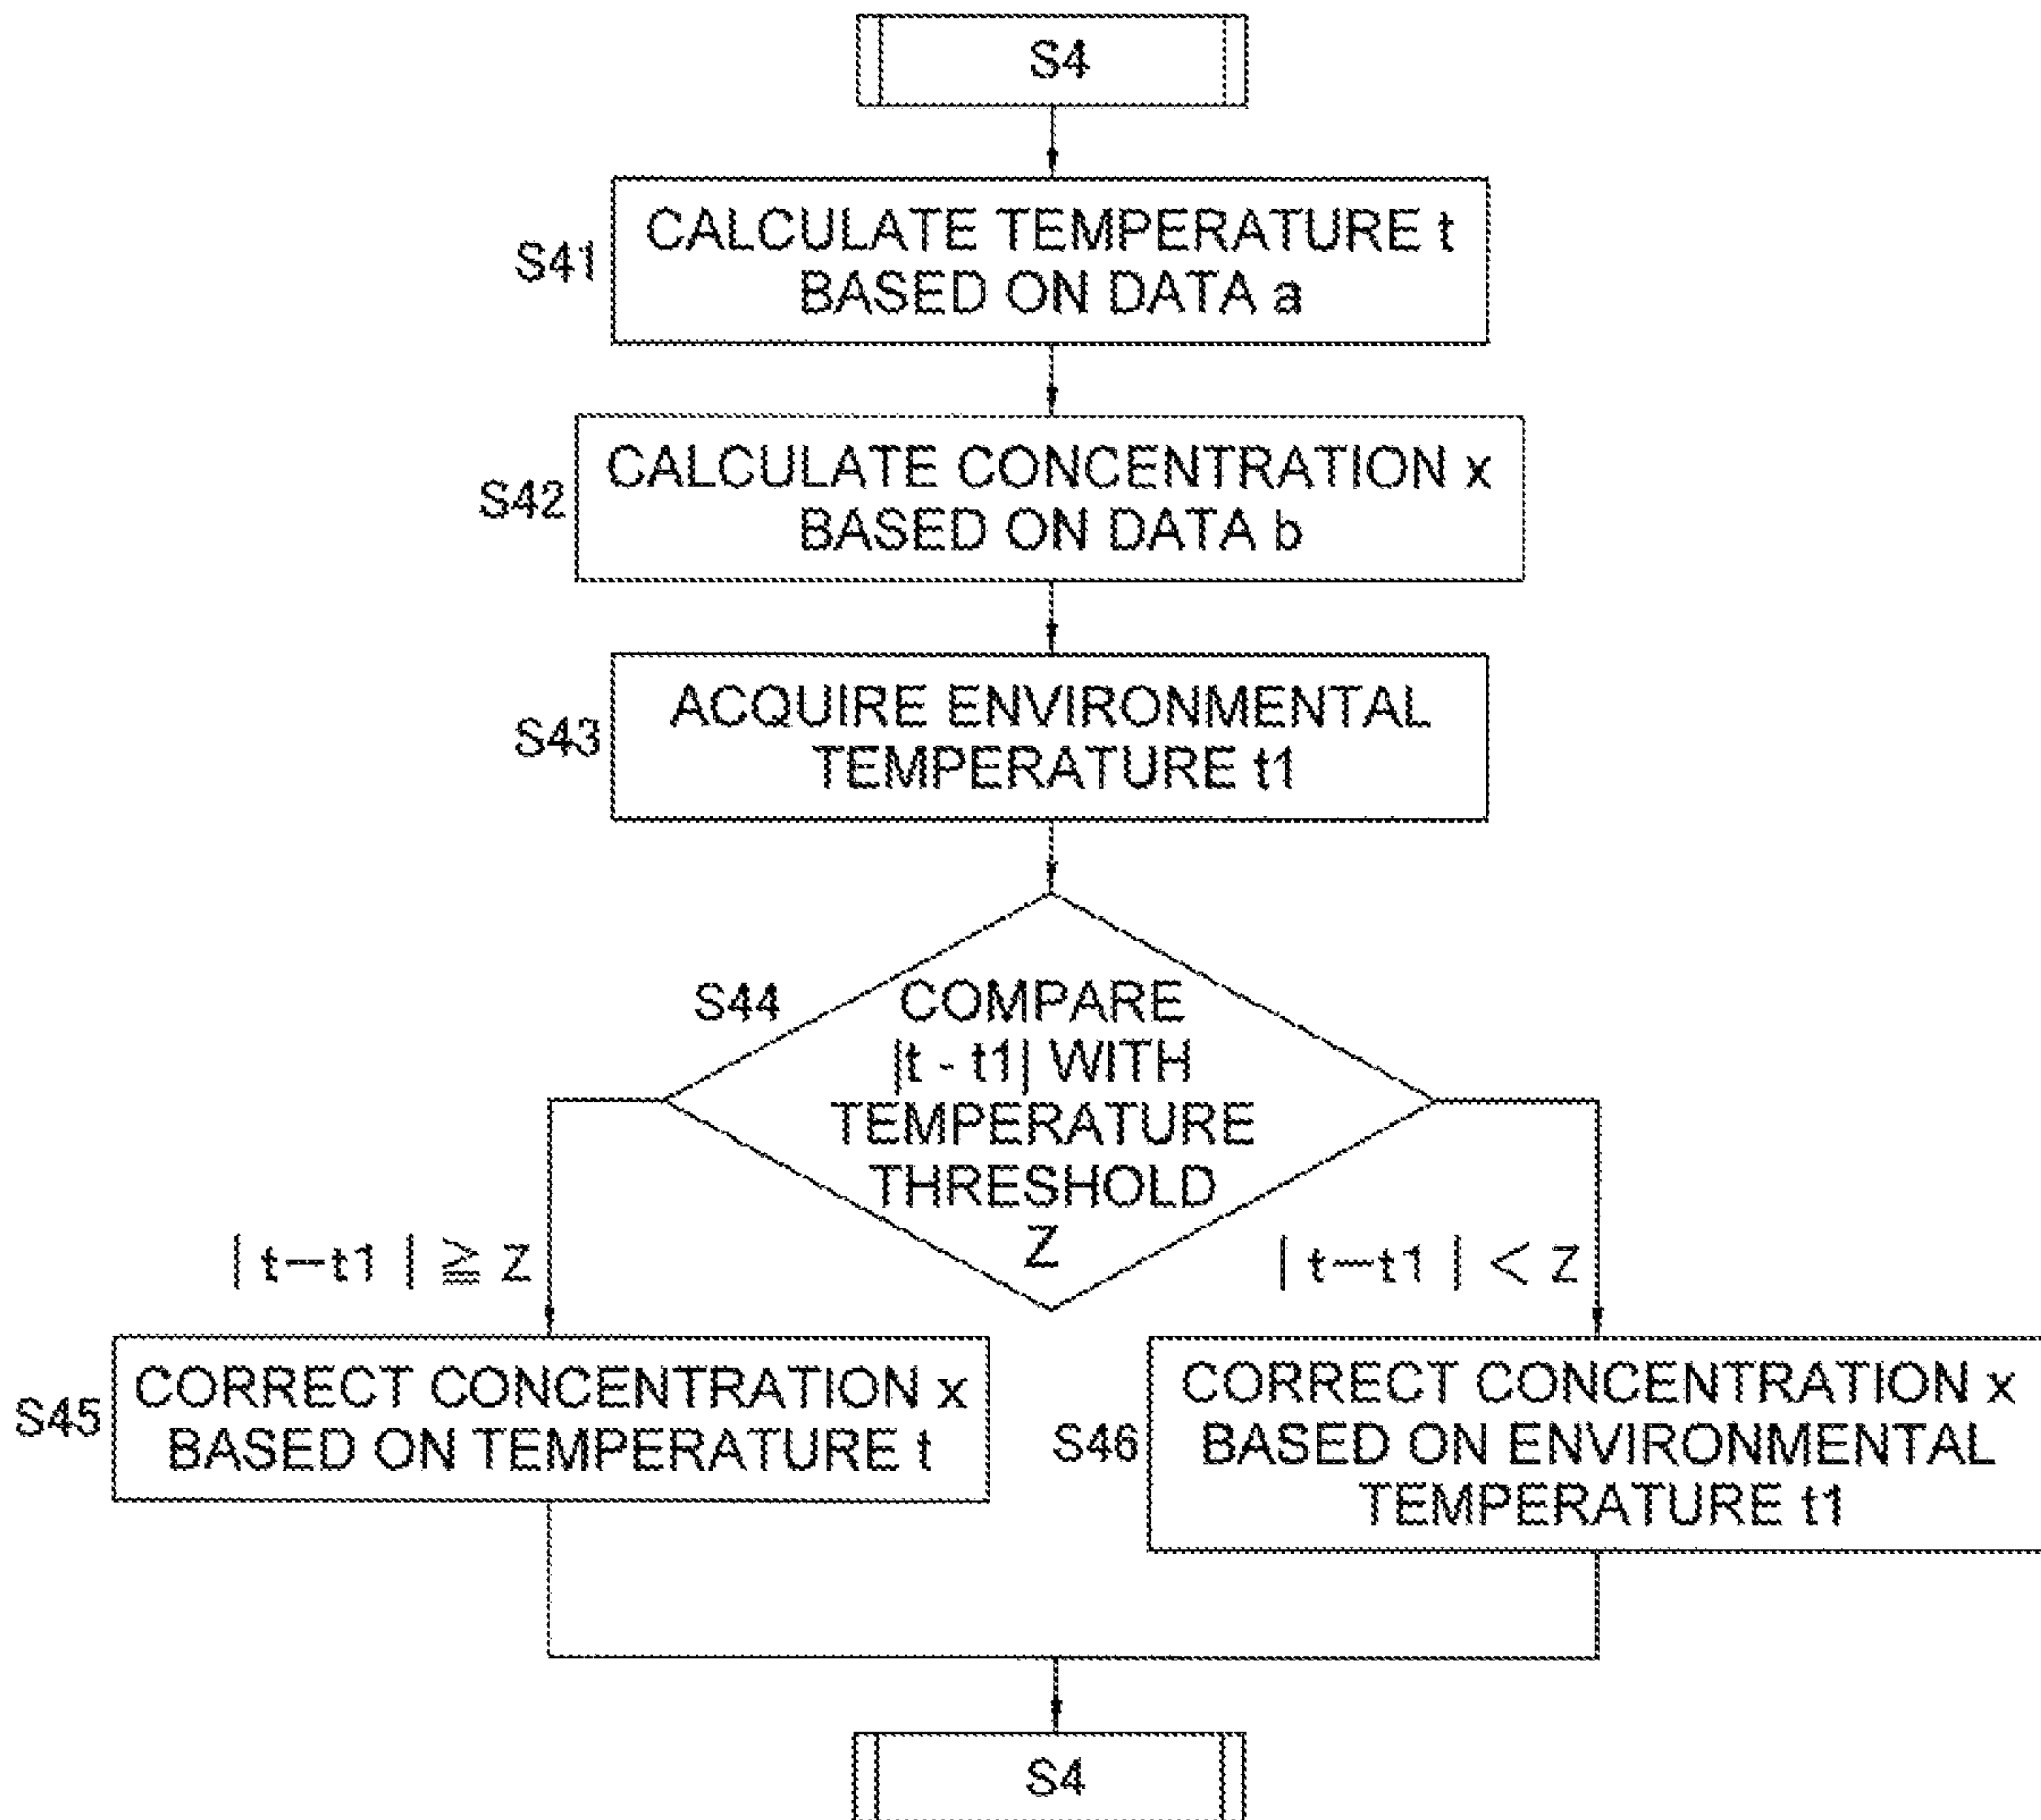 S4
S41
CALCULATE TEMPERATURE t
BASED ON DATA a
S42
CALCULATE CONCENTRATION x
BASED ON DATA b
S43
ACQUIRE ENVIRONMENTAL
TEMPERATURE t1
S44
COMPARE
|t - t1| WITH
TEMPERATURE
THRESHOLD
Z
| t—t1 | ≧ Z
| t—t1 | < Z
S45
CORRECT CONCENTRATION x
BASED ON TEMPERATURE t
S46
CORRECT CONCENTRATION x
BASED ON ENVIRONMENTAL
TEMPERATURE t1
S4